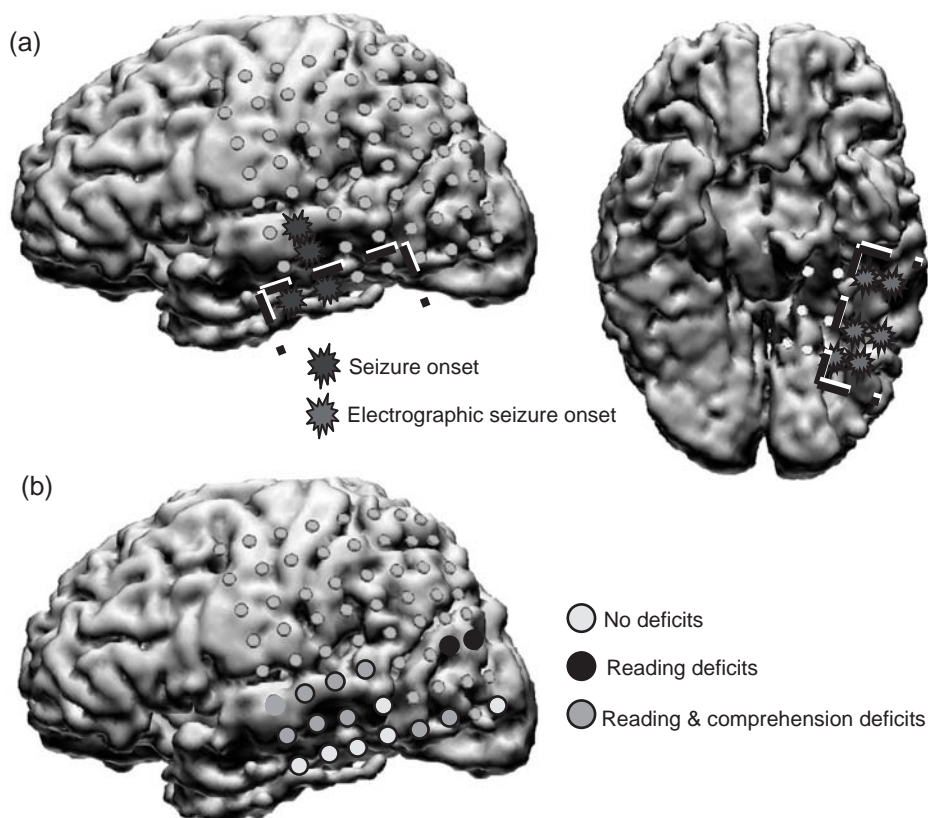 (a)
Seizure onset
Electrographic seizure onset
(b)
No deficits
Reading deficits
Reading & comprehension deficits